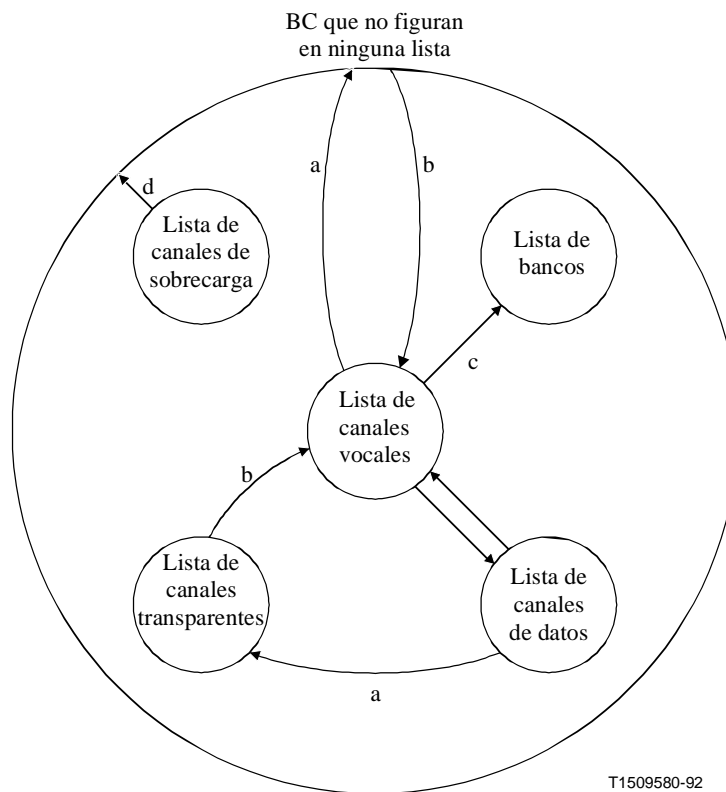 BC que no figuran
en ninguna lista
a
b
d
Lista de
canales de
sobrecarga
Lista de
bancos
c
Lista de
canales
vocales
b
Lista de
canales
transparentes
Lista de
canales
de datos
a
T1509580-92